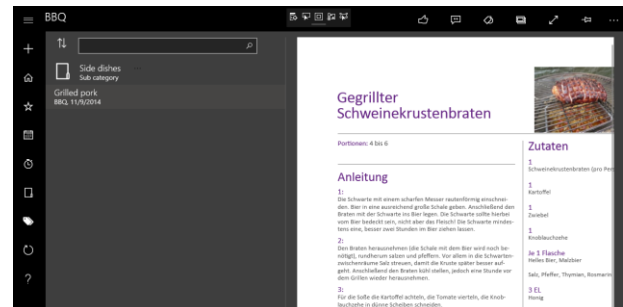 BBQ
Side dishes
Sub category
Grilled pork
BBQ, 11/9/2014
Gegrillter
Schweinekrustenbraten
Portionen: 4 bis 6
Anleitung
1:
Die Schwarte mit einem scharfen Messer rautenförmig einschnei-
den. Bier in eine ausreichend große Schale geben. Anschließend den
Braten mit der Schwarte ins Bier legen. Die Schwarte sollte hierbei
vom Bier bedeckt sein, nicht aber das Fleisch! Die Schwarte mindes-
tens eine, besser zwei Stunden im Bier ziehen lassen.
2:
Den Braten herausnehmen (die Schale mit dem Bier wird noch be-
nötigt), rundherum salzen und pfeffern. Vor allem in die Schwarten-
zwischenräume Salz streuen, damit die Kruste später besser auf-
geht. Anschließend den Braten kühl stellen, jedoch eine Stunde vor
dem Grillen wieder herausnehmen.
3:
Für die Soße die Kartoffel achteln, die Tomate vierteln, die Knob-
lauchzehe in dünne Scheiben schneiden.
Zutaten
1
Schweinekrustenbraten (pro Pers
1
Kartoffel
1
Zwiebel
1
Knoblauchzehe
Je 1 Flasche
Helles Bier, Malzbier
Salz, Pfeffer, Thymian, Rosmarin
3 EL
Honig